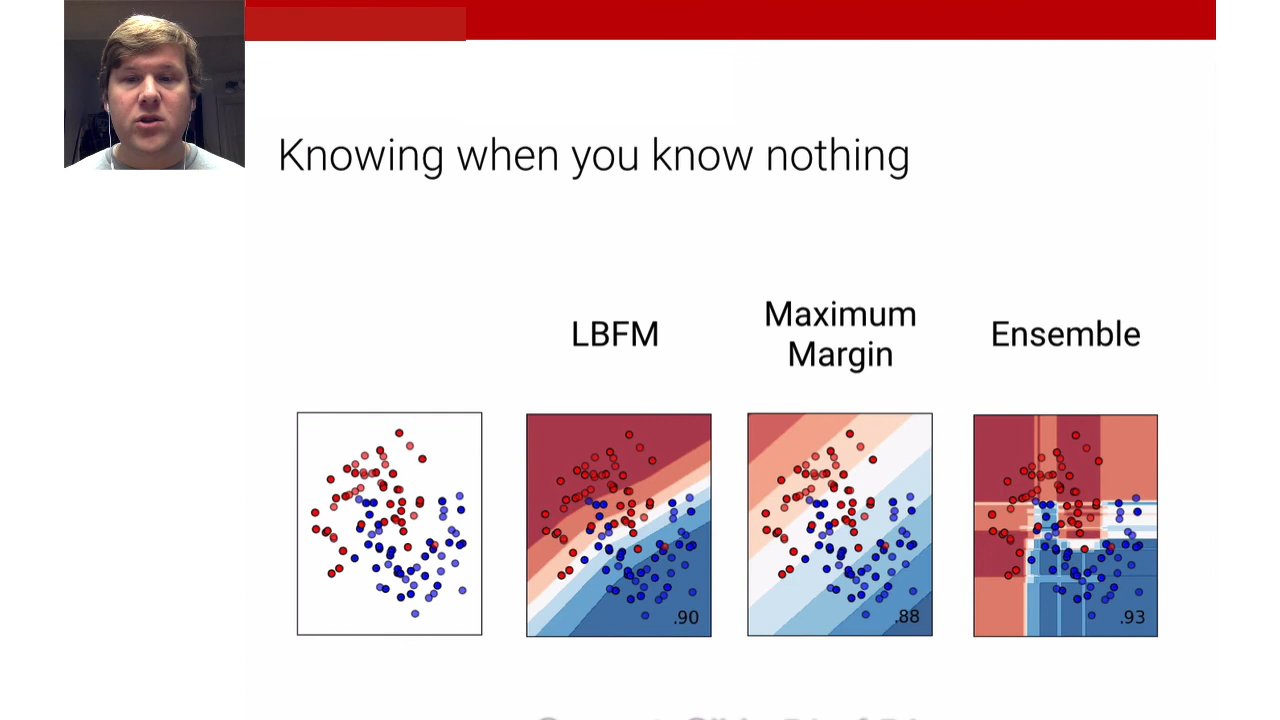 Knowing when you know nothing
LBFM
Maximum
Margin
Ensemble
.90
.88
.93